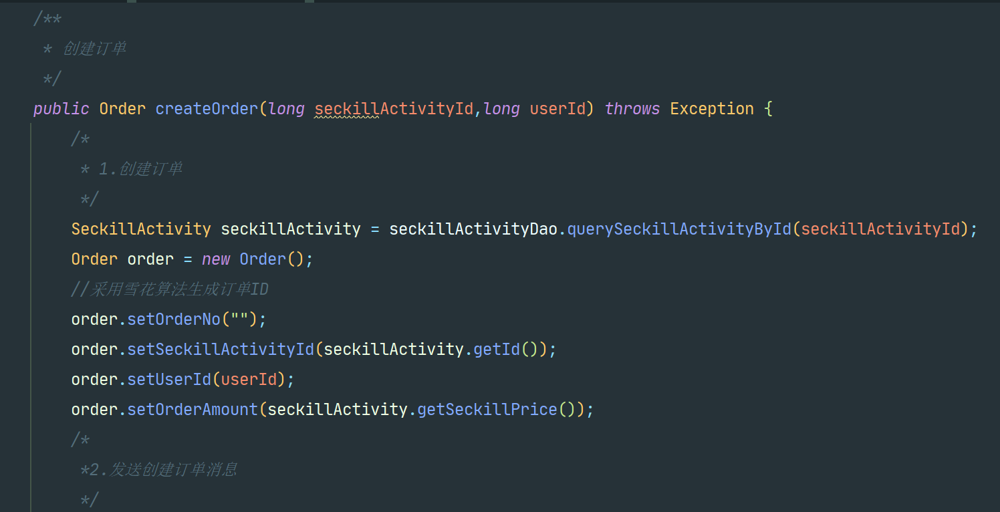 /**
* 创建订单
*/
public Order createOrder(long seckillActivityId,long userId) throws Exception {
/*
* 1.创建订单
*/
SeckillActivity seckillActivity = seckillActivityDao.querySeckillActivityById(seckillActivityId);
Order order = new Order();
//采用雪花算法生成订单ID
order.setOrderNo("");
order.setSeckillActivityId(seckillActivity.getId());
order.setUserId(userId);
order.setOrderAmount(seckillActivity.getSeckillPrice());
/*
*2.发送创建订单消息
*/